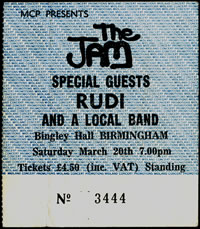 MCP PRESENTS
The
JAM
SPECIAL GUESTS
RUDI
AND A LOCAL BAND
Bingley Hall BIRMINGHAM
Saturday March 20th 7.00pm
Tickets £4.50 (inc. VAT) Standing
Nº 3444